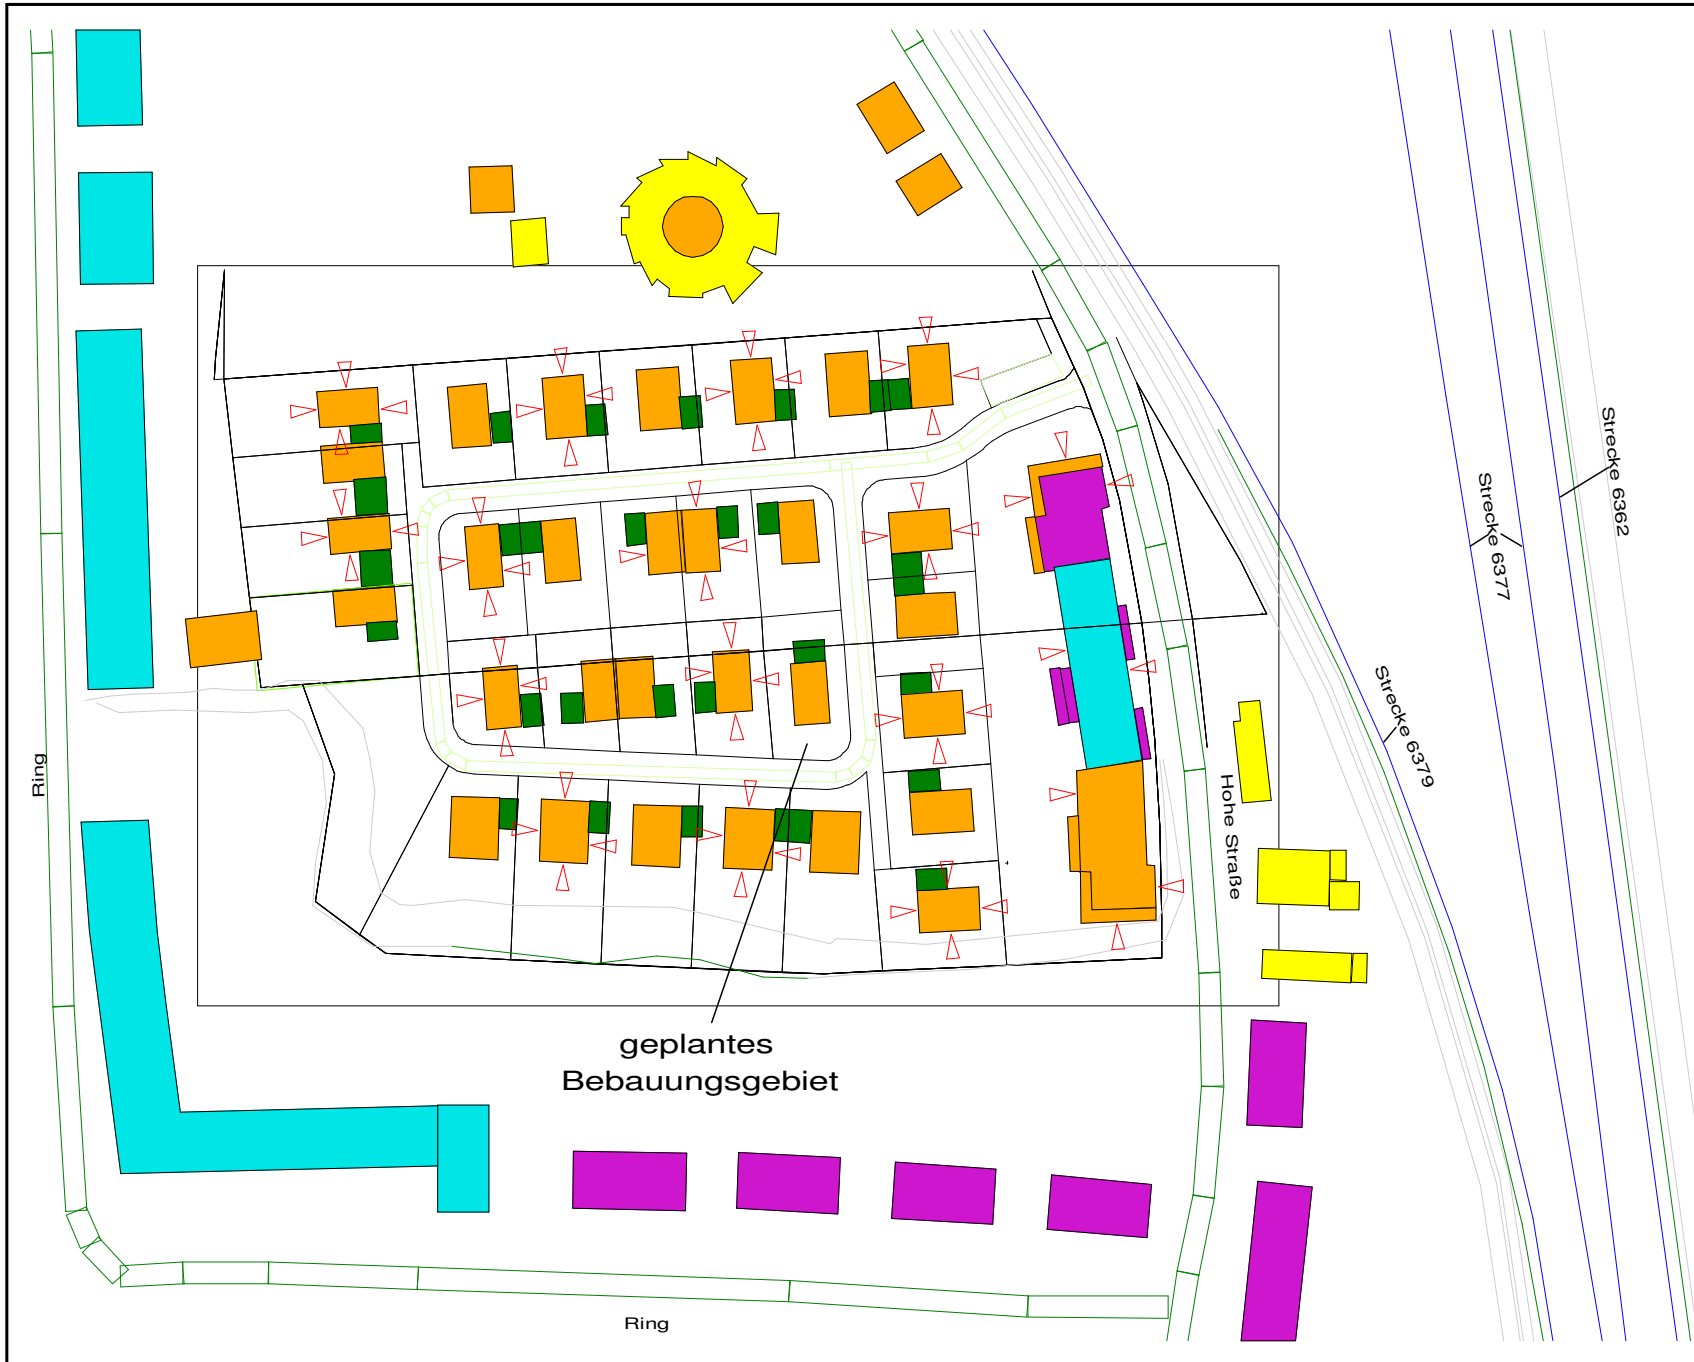 Strecke 6362
Strecke 6377
Strecke 6379
Ring
Hohe Straße
geplantes
Bebauungsgebiet
Ring